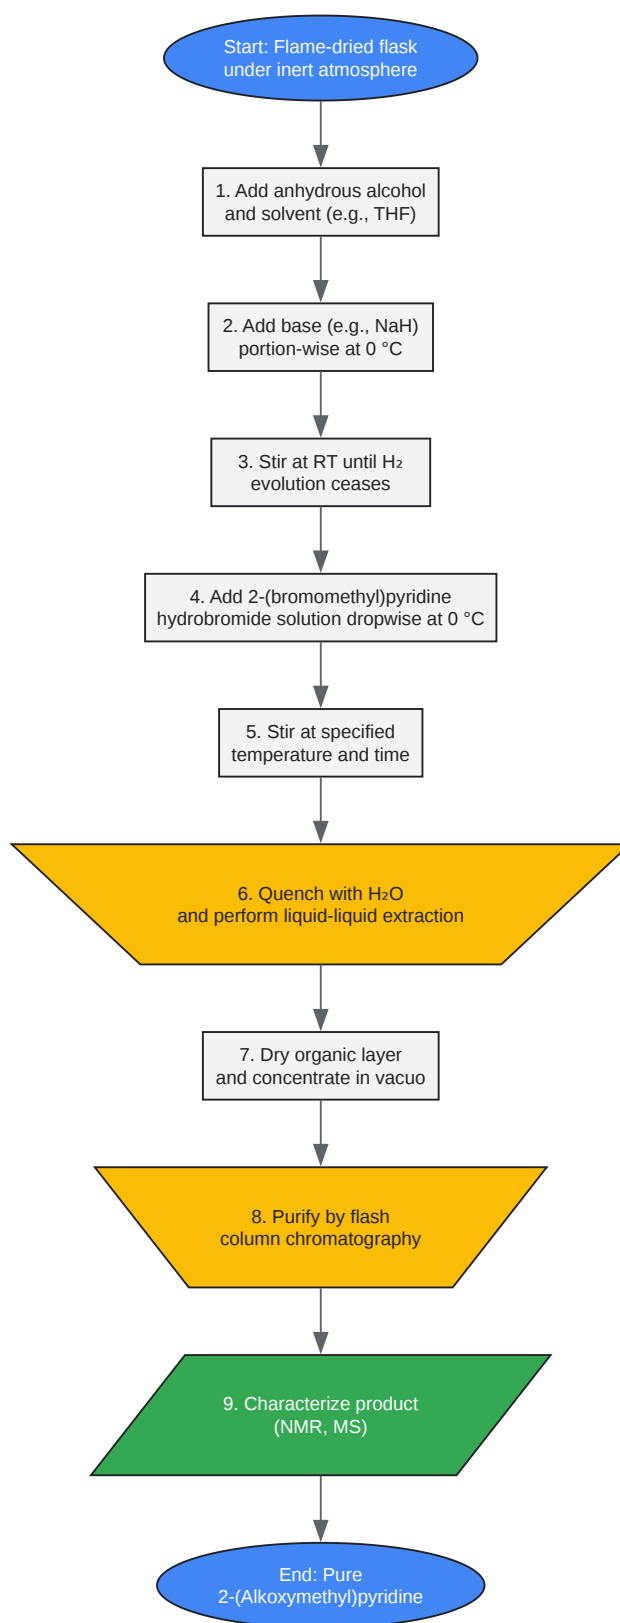 Start: Flame-dried flask
under inert atmosphere
1. Add anhydrous alcohol
and solvent (e.g., THF)
2. Add base (e.g., NaH)
portion-wise at 0 °C
3. Stir at RT until H₂
evolution ceases
4. Add 2-(bromomethyl)pyridine
hydrobromide solution dropwise at 0 °C
5. Stir at specified
temperature and time
6. Quench with H₂O
and perform liquid-liquid extraction
7. Dry organic layer
and concentrate in vacuo
8. Purify by flash
column chromatography
9. Characterize product
(NMR, MS)
End: Pure
2-(Alkoxymethyl)pyridine